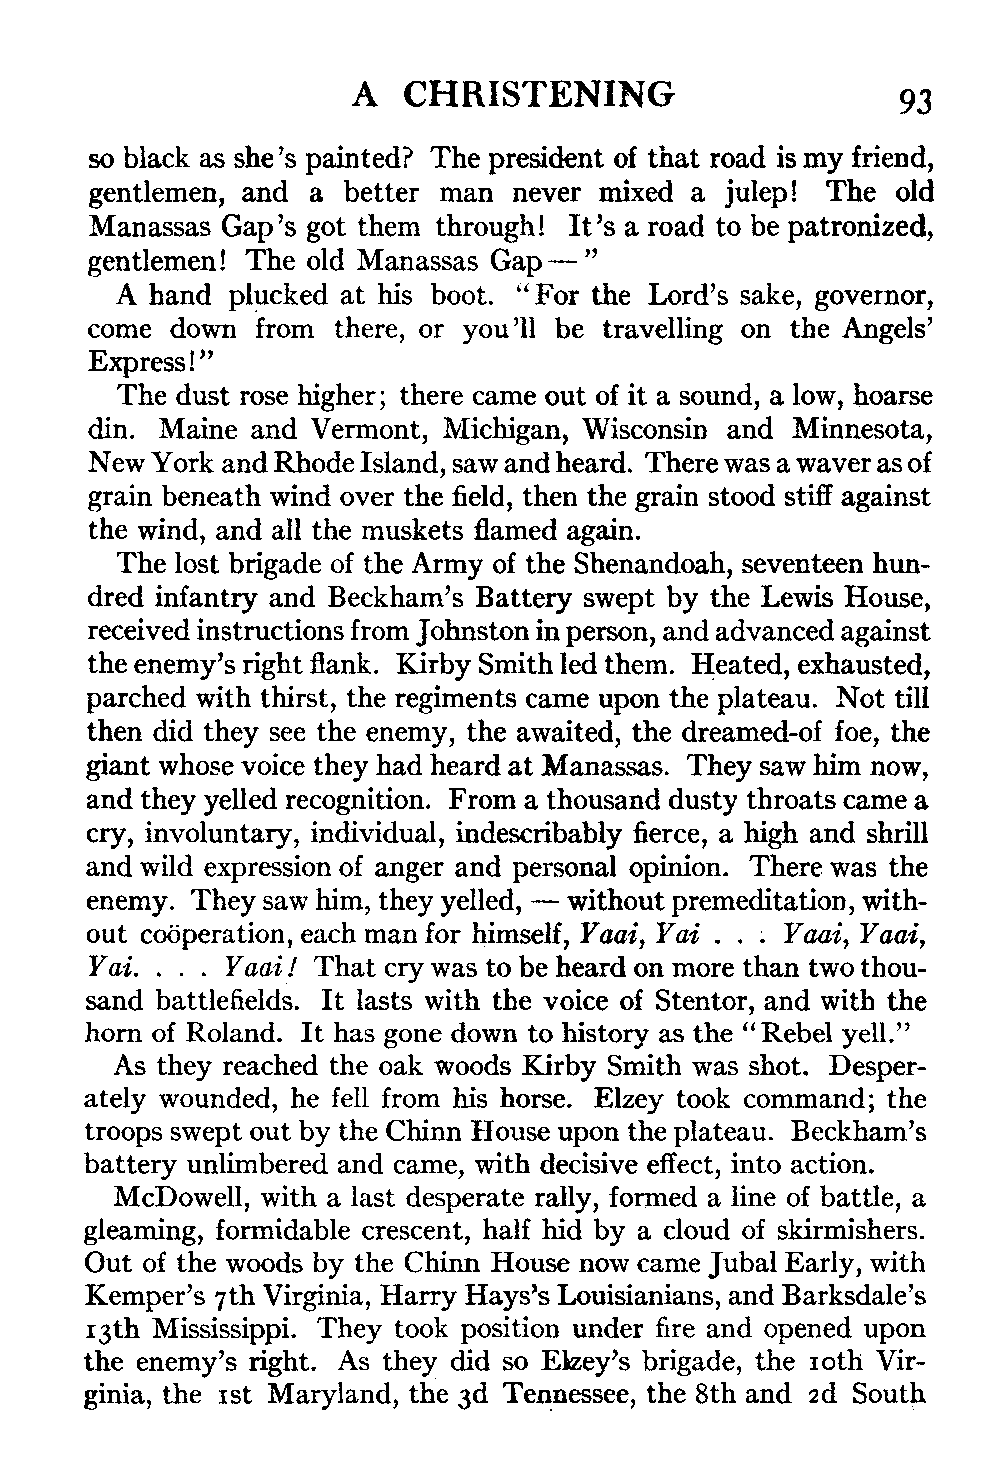 A CHRISTENING 93
so black as she's painted? The president of that road is my friend,
gentlemen, and a better man never mixed a julep! The old
Manassas Gap's got them through! It's a road to be patronized,
gentlemen! The old Manassas Gap — ”
A hand plucked at his boot. “For the Lord's sake, governor,
come down from there, or you'll be travelling on the Angels'
Express!”
The dust rose higher; there came out of it a sound, a low, hoarse
din. Maine and Vermont, Michigan, Wisconsin and Minnesota,
New York and Rhode Island, saw and heard. There was a waver as of
grain beneath wind over the field, then the grain stood stiff against
the wind, and all the muskets flamed again.
The lost brigade of the Army of the Shenandoah, seventeen hun-
dred infantry and Beckham's Battery swept by the Lewis House,
received instructions from Johnston in person, and advanced against
the enemy's right flank. Kirby Smith led them. Heated, exhausted,
parched with thirst, the regiments came upon the plateau. Not till
then did they see the enemy, the awaited, the dreamed-of foe, the
giant whose voice they had heard at Manassas. They saw him now,
and they yelled recognition. From a thousand dusty throats came a
cry, involuntary, individual, indescribably fierce, a high and shrill
and wild expression of anger and personal opinion. There was the
enemy. They saw him, they yelled, — without premeditation, with-
out coöperation, each man for himself, Yaai, Yai . . . Yaai, Yaai,
Yai. . . . Yaai! That cry was to be heard on more than two thou-
sand battlefields. It lasts with the voice of Stentor, and with the
horn of Roland. It has gone down to history as the “Rebel yell.”
As they reached the oak woods Kirby Smith was shot. Desper-
ately wounded, he fell from his horse. Elzey took command; the
troops swept out by the Chinn House upon the plateau. Beckham's
battery unlimbered and came, with decisive effect, into action.
McDowell, with a last desperate rally, formed a line of battle, a
gleaming, formidable crescent, half hid by a cloud of skirmishers.
Out of the woods by the Chinn House now came Jubal Early, with
Kemper's 7th Virginia, Harry Hays's Louisianians, and Barksdale's
13th Mississippi. They took position under fire and opened upon
the enemy's right. As they did so Elzey's brigade, the 10th Vir-
ginia, the 1st Maryland, the 3d Tennessee, the 8th and 2d South